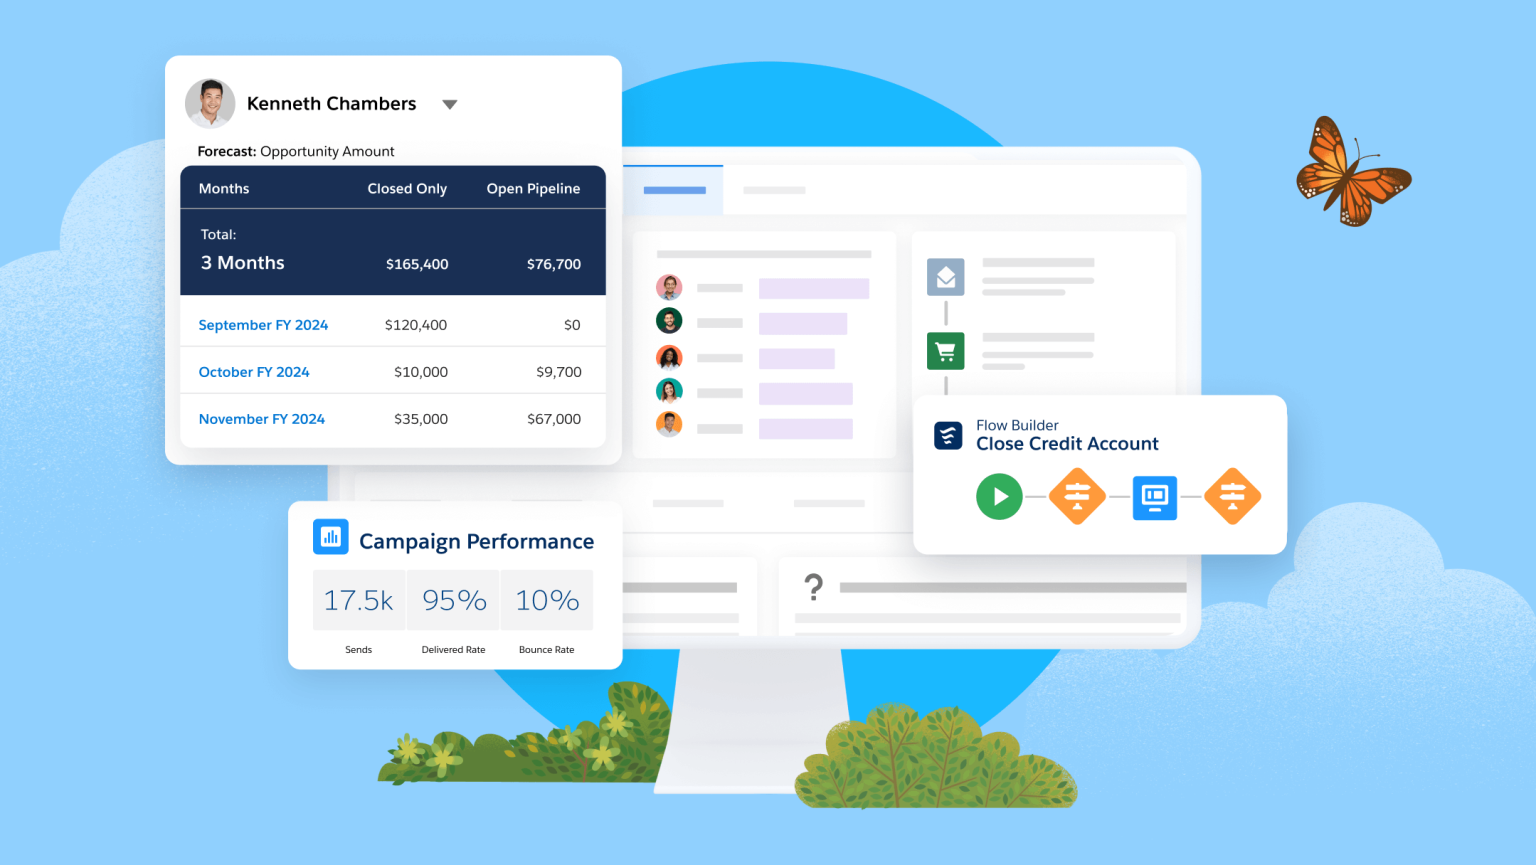 Kenneth Chambers
Forecast: Opportunity Amount
Months Closed Only Open Pipeline
Total:
3 Months $165,400 $76,700
September FY 2024 $120,400 $0
October FY 2024 $10,000 $9,700
November FY 2024 $35,000 $67,000
Flow Builder
Close Credit Account
Campaign Performance
17.5k 95% 10%
Sends Delivered Rate Bounce Rate
?